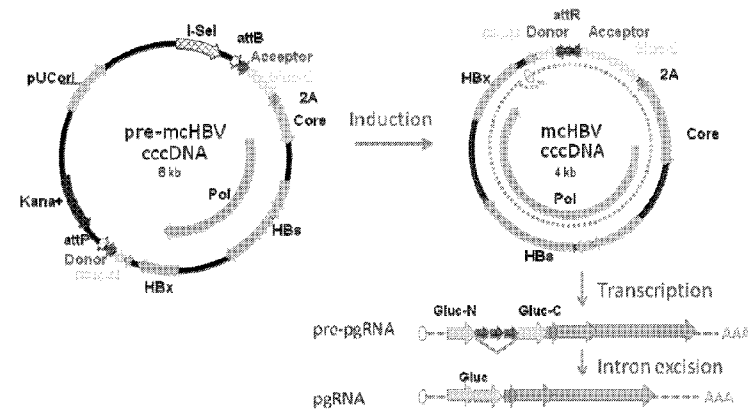 I-SeI
attB
Acceptor
pUCori
2A
Core
pre-mcHBV
cccDNA
6 kb
Pol
Kana+
attP
Donor
HBs
HBx
Induction
attR
Donor Acceptor
HBx
2A
Core
mcHBV
cccDNA
4 kb
Pol
HBs
Transcription
Gluc-N Gluc-C
pre-pgRNA
AAA
Intron excision
Gluc
pgRNA
AAA